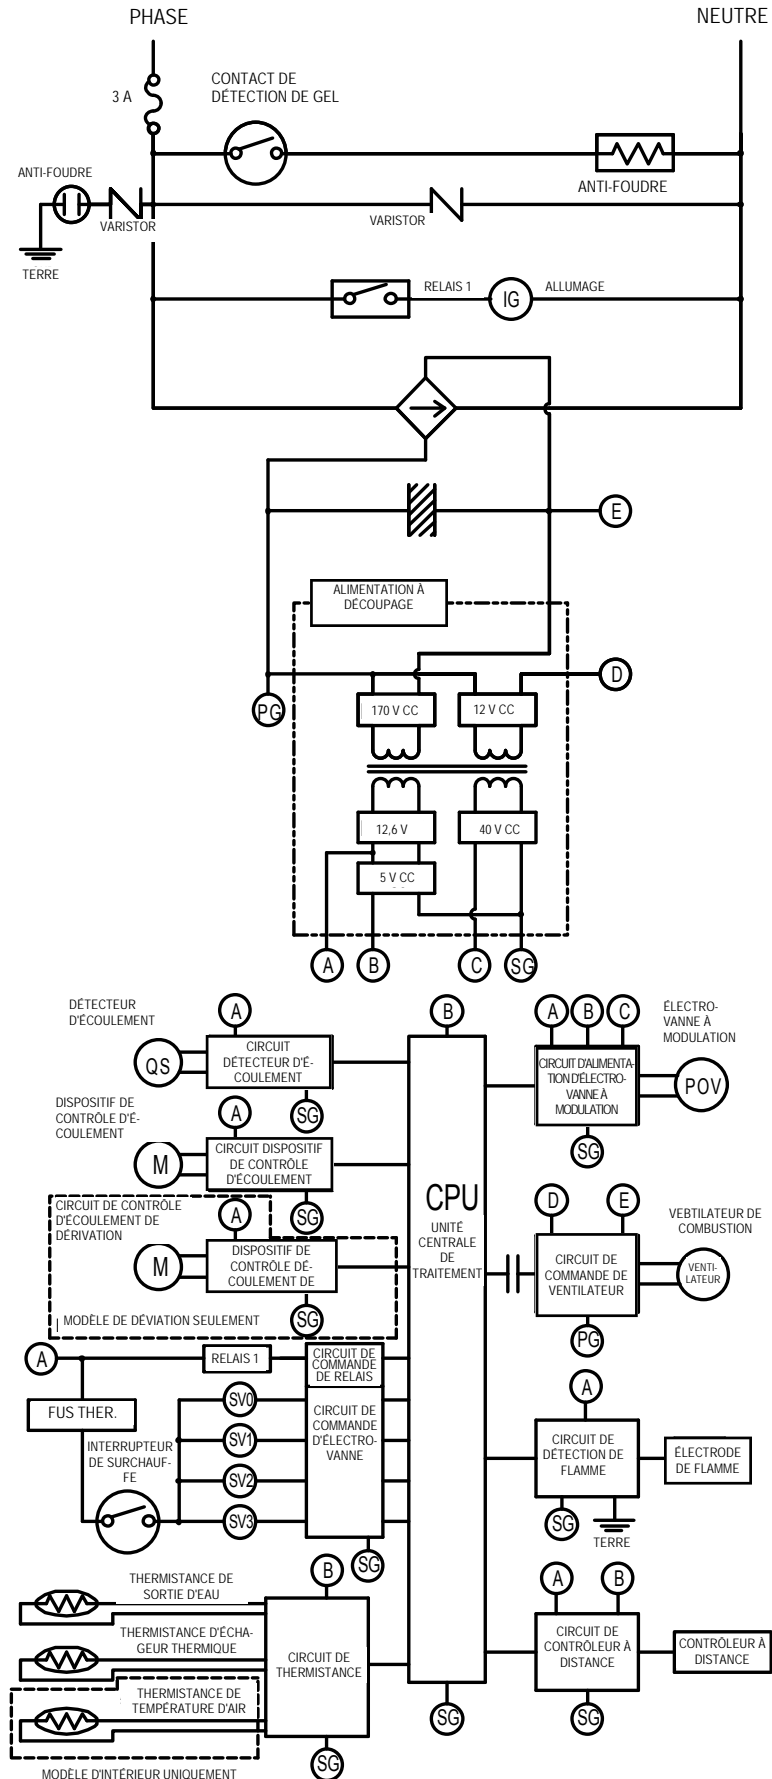 PHASE
NEUTRE
3 A
CONTACT DE
DÉTECTION DE GEL
ANTI-FOUDRE
ANTI-FOUDRE
VARISTOR
VARISTOR
TERRE
RELAIS 1
IG
ALLUMAGE
E
ALIMENTATION À
DÉCOUPAGE
D
PG
170 V CC
12 V CC
12,6 V
40 V CC
5 V CC
A
B
C
SG
DÉTECTEUR
D'ÉCOULEMENT
A
QS
CIRCUIT
DÉTECTEUR D'É-
COULEMENT
SG
B
A
B
C
ÉLECTRO-
VANNE À
MODULATION
CIRCUIT D'ALIMENTA-
TION D'ÉLECTRO-
VANNE À
MODULATION
POV
SG
DISPOSITIF DE
CONTRÔLE D'É-
COULEMENT
A
M
CIRCUIT DISPOSITIF
DE CONTRÔLE
D'ÉCOULEMENT
SG
CPU
UNITÉ
CENTRALE
DE
TRAITEMENT
CIRCUIT DE CONTRÔLE
D'ÉCOULEMENT DE
DÉRIVATION
A
M
DISPOSITIF DE
CONTRÔLE DÉ-
COULEMENT DE
SG
MODÈLE DE DÉVIATION SEULEMENT
D
E
VEBTILATEUR DE
COMBUSTION
CIRCUIT DE
COMMANDE DE
VENTILATEUR
VENTI-
LATEUR
PG
A
RELAIS 1
CIRCUIT DE
COMMANDE
DE RELAIS
FUS THER.
SV0
SV1
SV2
SV3
CIRCUIT DE
COMMANDE
D'ÉLECTRO-
VANNE
INTERRUPTEUR
DE SURCHAUF-
FE
SG
A
CIRCUIT DE
DÉTECTION DE
FLAMME
ÉLECTRODE
DE FLAMME
SG
TERRE
B
THERMISTANCE DE
SORTIE D'EAU
THERMISTANCE D'ÉCHA-
GEUR THERMIQUE
THERMISTANCE DE
TEMPÉRATURE D'AIR
CIRCUIT DE
THERMISTANCE
SG
MODÈLE D'INTÉRIEUR UNIQUEMENT
SG
A
B
CIRCUIT DE
CONTRÔLEUR À
DISTANCE
CONTRÔLEUR À
DISTANCE
SG